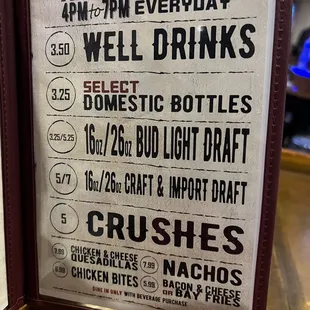 4PM to 7PM EVERYDAY
3.50 WELL DRINKS
3.25 SELECT
DOMESTIC BOTTLES
3.25/5.25 16oz/26oz BUD LIGHT DRAFT
5/7 16oz/26oz CRAFT & IMPORT DRAFT
5 CRUSHES
CHICKEN & CHEESE
QUESADILLAS
7.99 NACHOS
CHICKEN BITES
5.99 BACON & CHEESE
OR BAY FRIES
DINE IN ONLY WITH BEVERAGE PURCHASE